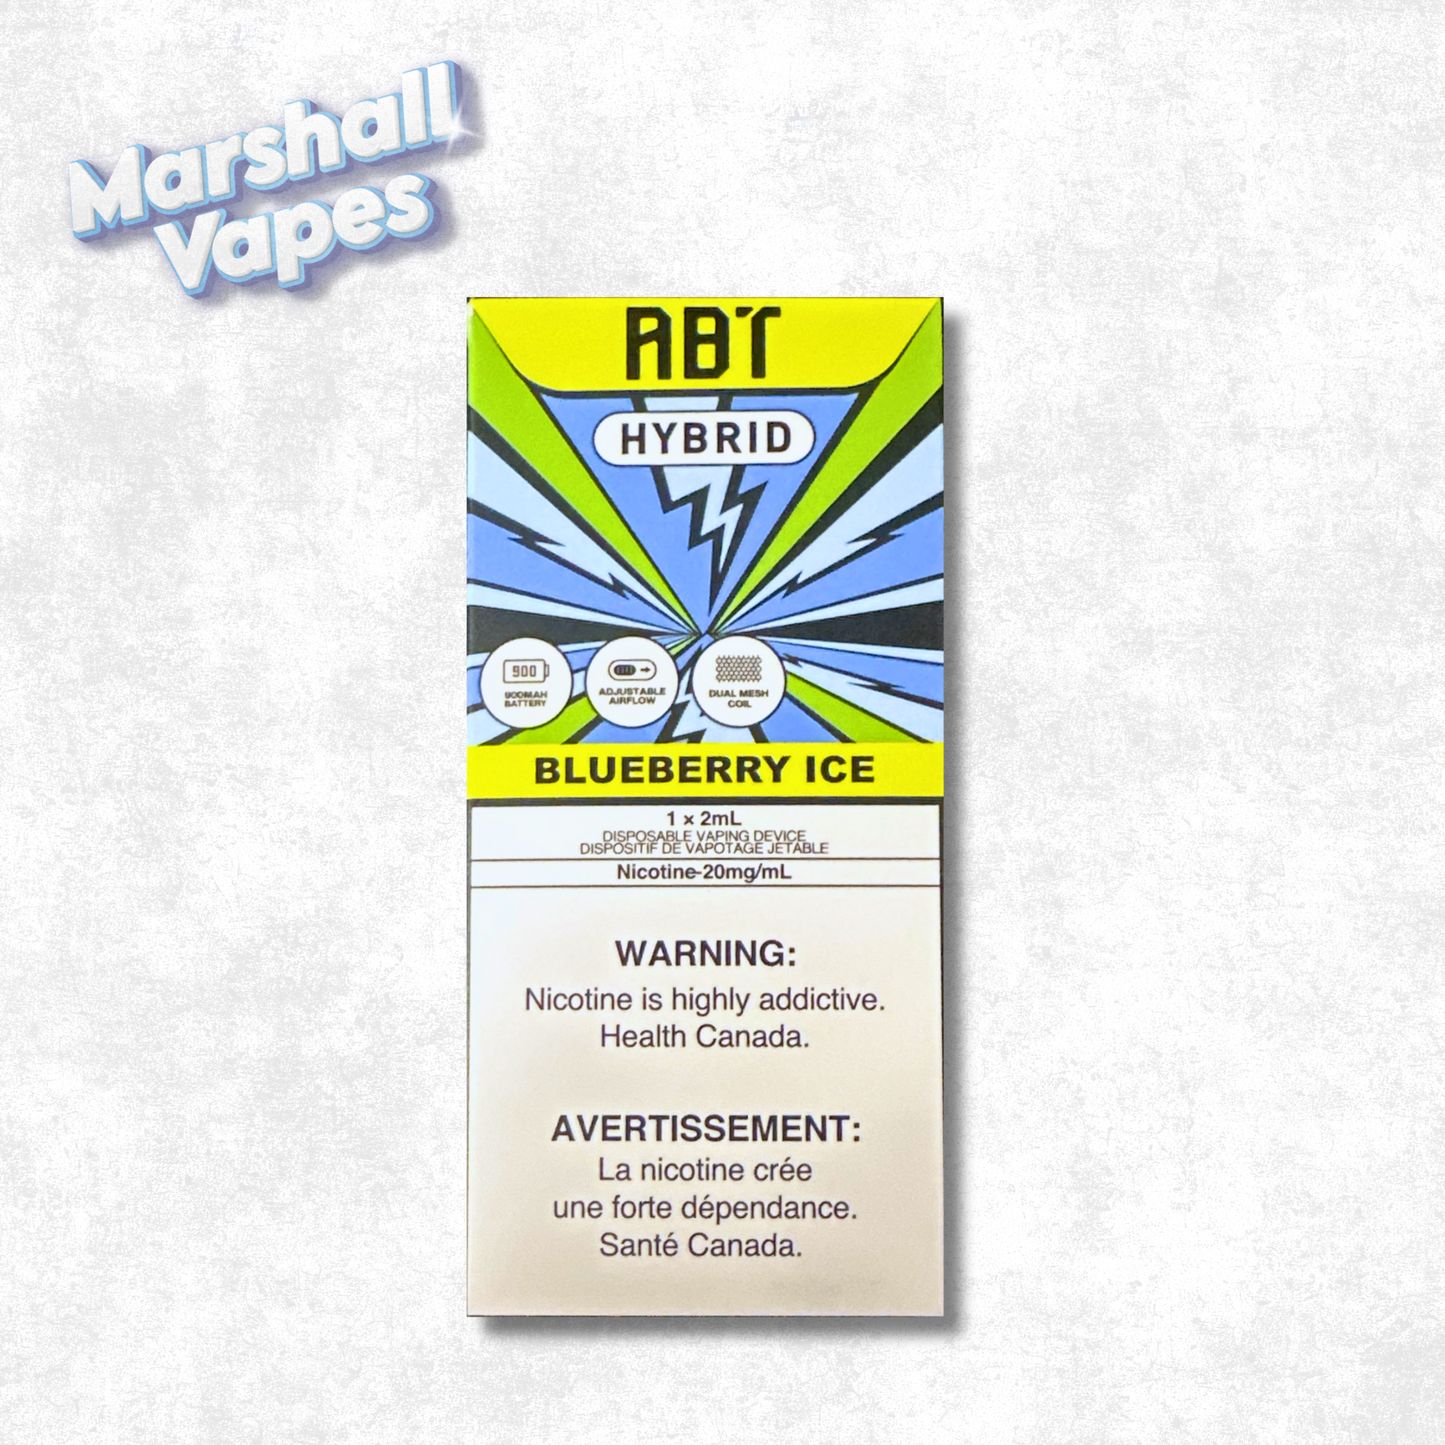 Marshall
Vapes
ABT
HYBRID
900
900MAH
BATTERY
ADJUSTABLE
AIRFLOW
DUAL MESH
COIL
BLUEBERRY ICE
1 × 2mL
DISPOSABLE VAPING DEVICE
DISPOSITIF DE VAPOTAGE JETABLE
Nicotine-20mg/mL
WARNING:
Nicotine is highly addictive.
Health Canada.
AVERTISSEMENT:
La nicotine crée
une forte dépendance.
Santé Canada.